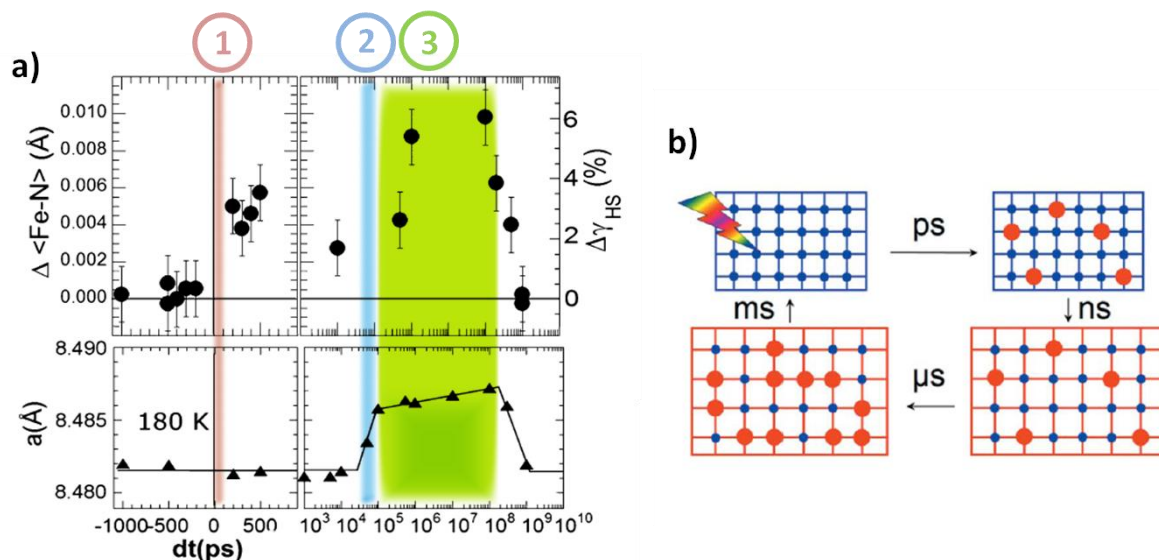 1
2
3
a)
Δ <Fe-N> (Å)
0.010
0.008
0.006
0.004
0.002
0.000
6
4
2
0
Δγ_HS (%)
a(Å)
8.490
8.485
8.480
180 K
-1000 -500 0 500
10³ 10⁴ 10⁵ 10⁶ 10⁷ 10⁸ 10⁹ 10¹⁰
dt(ps)
b)
ps
ms
ns
μs